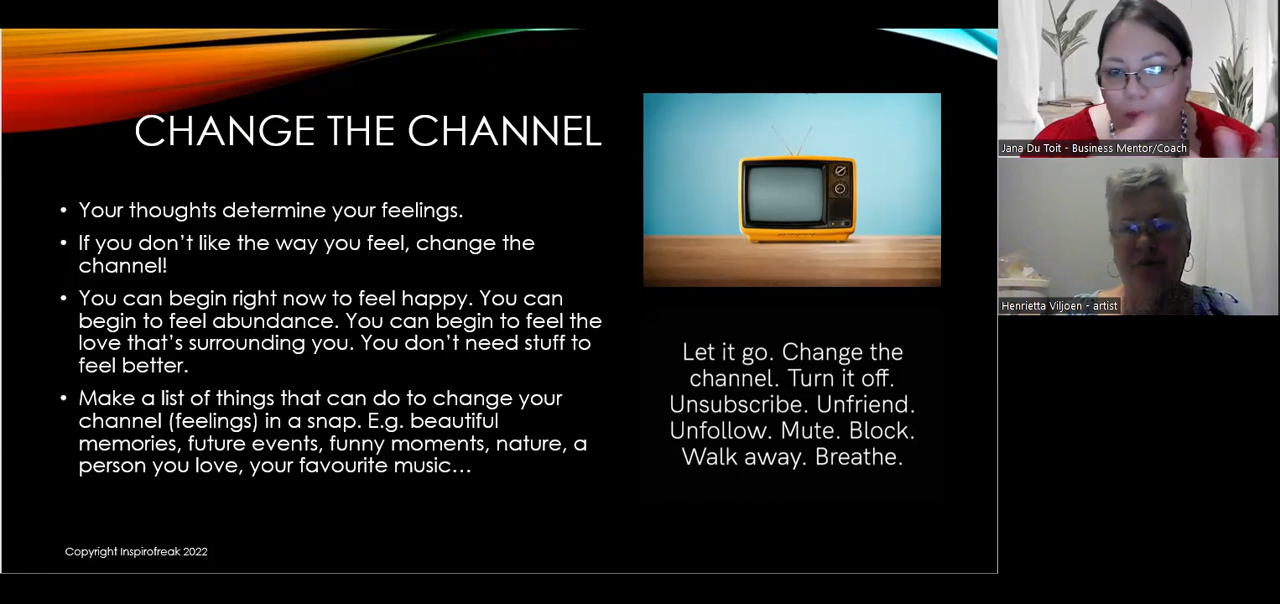 CHANGE THE CHANNEL
• Your thoughts determine your feelings.
• If you don't like the way you feel, change the
channel!
• You can begin right now to feel happy. You can
begin to feel abundance. You can begin to feel the
love that's surrounding you. You don't need stuff to
feel better.
• Make a list of things that can do to change your
channel (feelings) in a snap. E.g. beautiful
memories, future events, funny moments, nature, a
person you love, your favourite music…
Let it go. Change the
channel. Turn it off.
Unsubscribe. Unfriend.
Unfollow. Mute. Block.
Walk away. Breathe.
Copyright Inspirofreak 2022
Jana Du Toit - Business Mentor/Coach
Henrietta Viljoen - artist